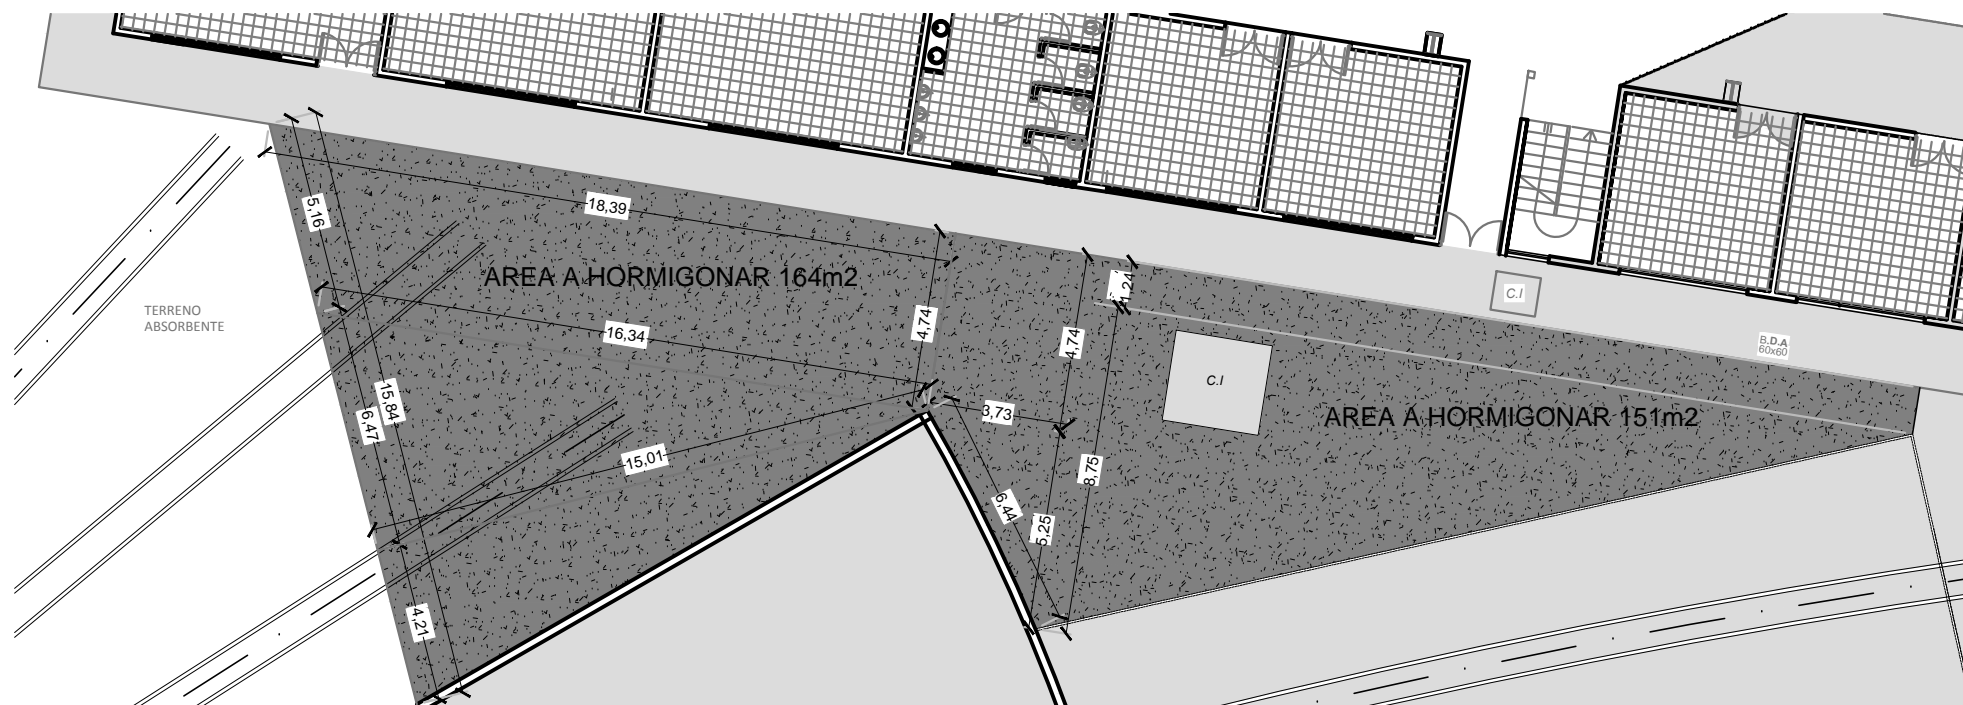 5,16
18,39
AREA A HORMIGONAR 164m2
1,24
C.I
TERRENO
ABSORBENTE
16,34
4,74
4,74
B.D.A
60x60
C.I
15,84
6,47
3,73
AREA A HORMIGONAR 151m2
15,01
8,75
6,44
5,25
4,21